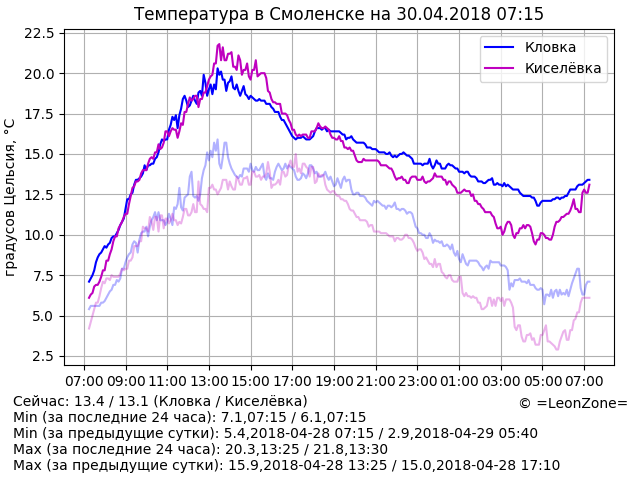 Температура в Смоленске на 30.04.2018 07:15
градусов Цельсия, °C
22.5
20.0
17.5
15.0
12.5
10.0
7.5
5.0
2.5
Кловка
Киселёвка
07:00 09:00 11:00 13:00 15:00 17:00 19:00 21:00 23:00 01:00 03:00 05:00 07:00
Сейчас: 13.4 / 13.1 (Кловка / Киселёвка)
© =LeonZone=
Min (за последние 24 часа): 7.1,07:15 / 6.1,07:15
Min (за предыдущие сутки): 5.4,2018-04-28 07:15 / 2.9,2018-04-29 05:40
Max (за последние 24 часа): 20.3,13:25 / 21.8,13:30
Max (за предыдущие сутки): 15.9,2018-04-28 13:25 / 15.0,2018-04-28 17:10